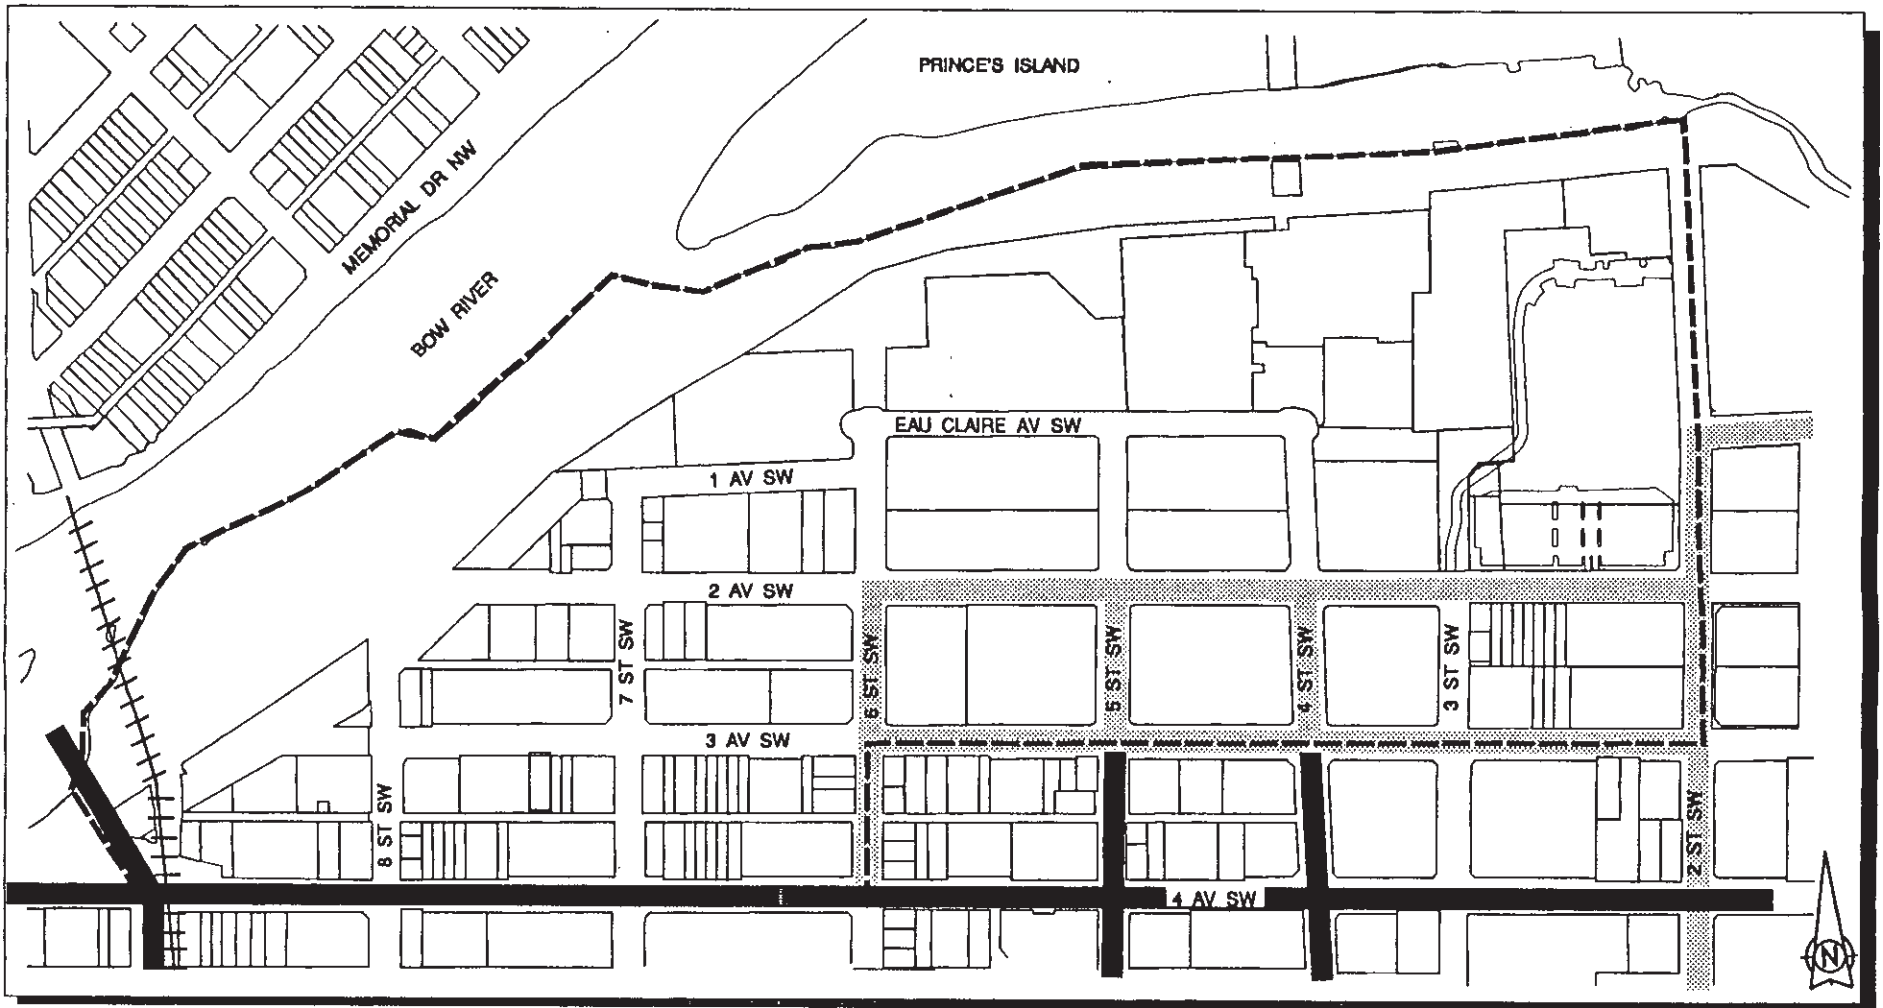 PRINCE'S ISLAND
MEMORIAL DR NW
BOW RIVER
EAU CLAIRE AV SW
1 AV SW
2 AV SW
7 ST SW
6 ST SW
5 ST SW
4 ST SW
3 ST SW
3 AV SW
8 ST SW
2 ST SW
4 AV SW
N